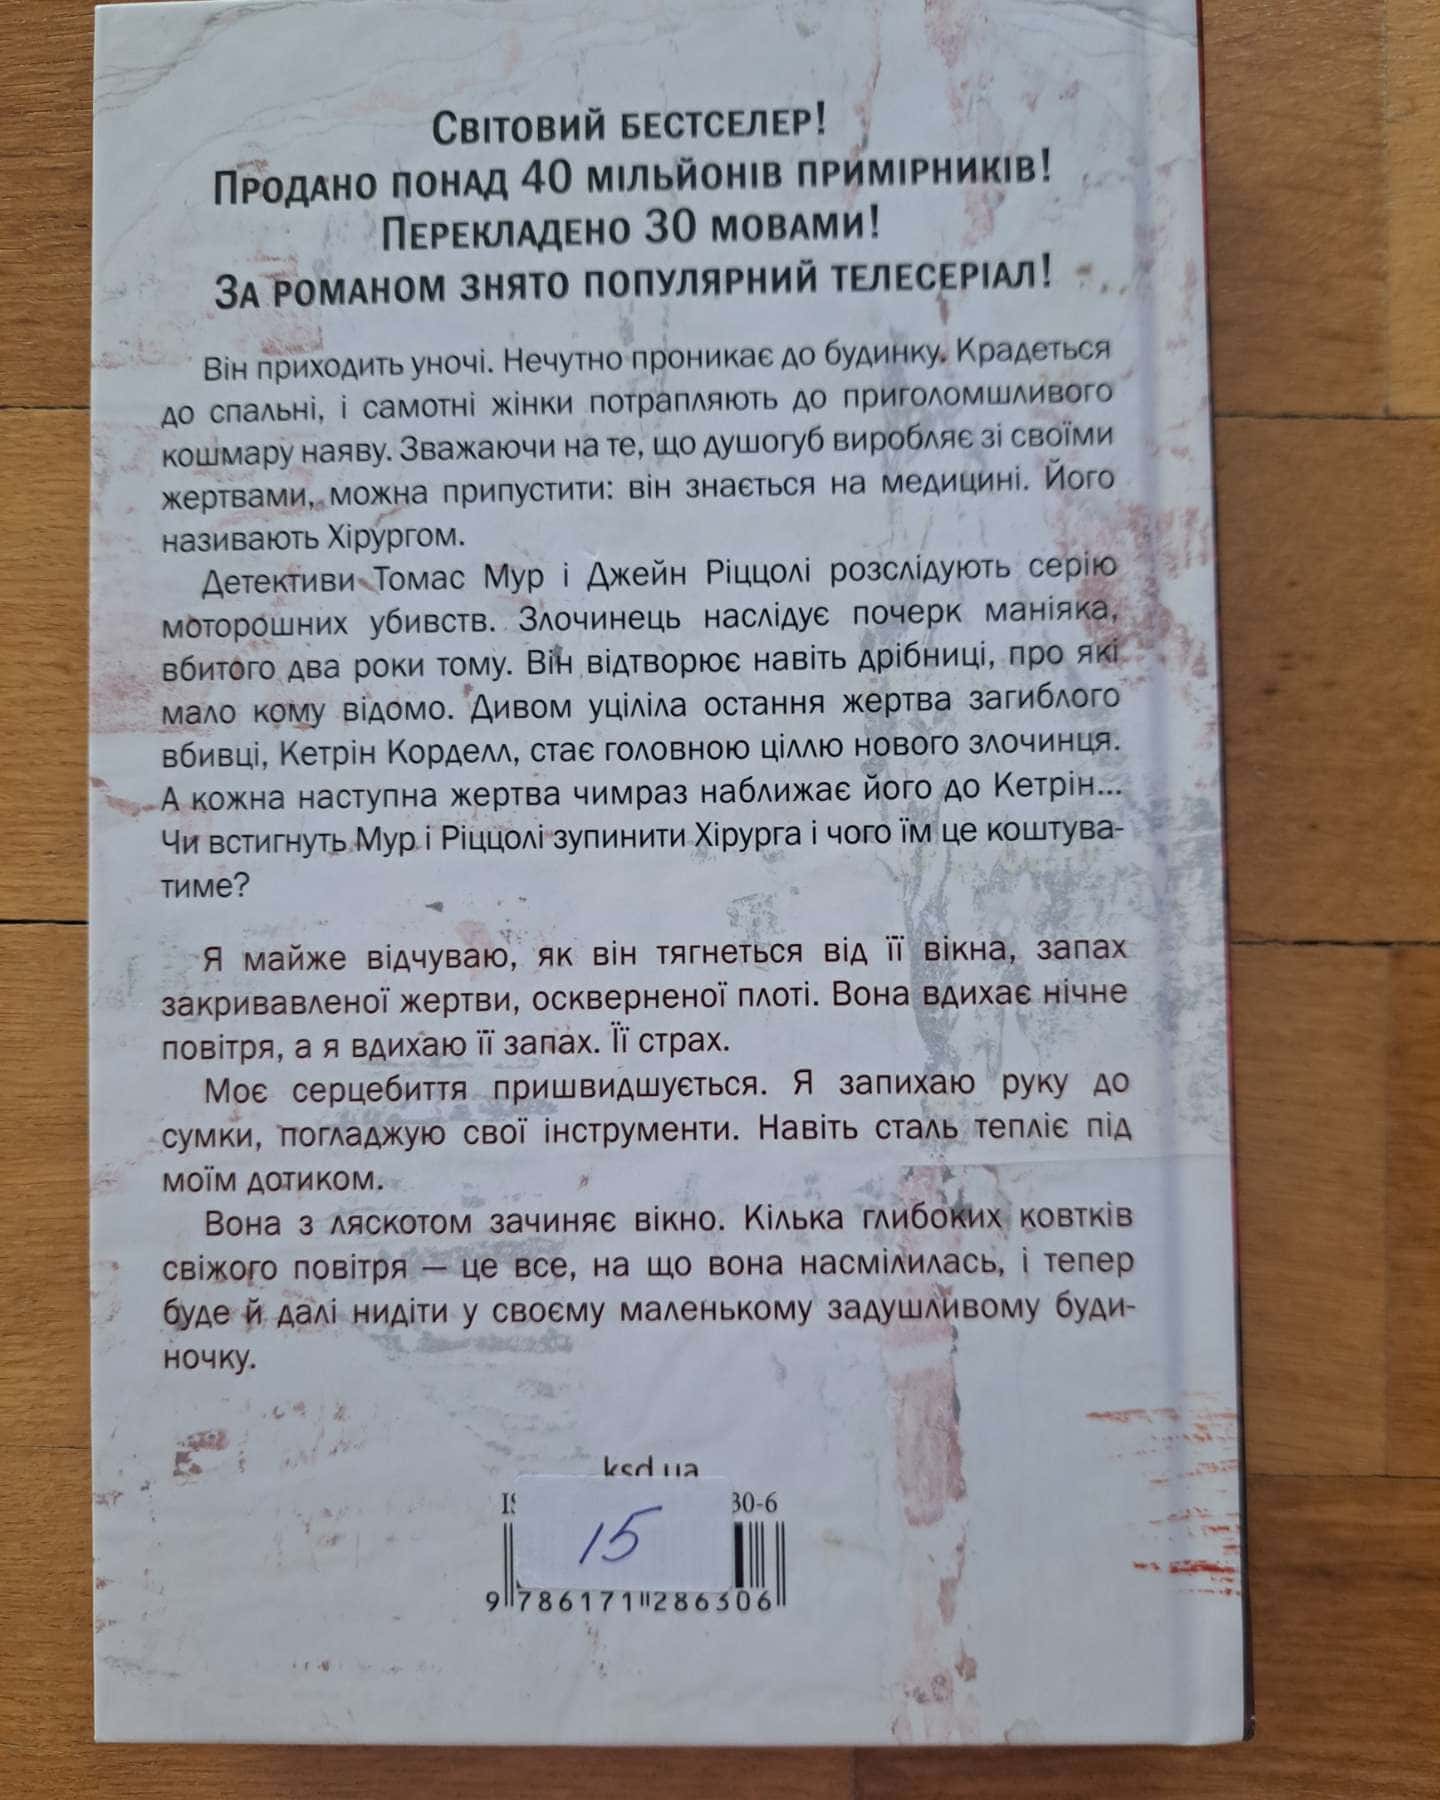 Світовий бестселер!
Продано понад 40 мільйонів примірників!
Перекладено 30 мовами!
За романом знято популярний телесеріал!
Він приходить уночі. Нечутно проникає до будинку. Крадеться
до спальні, і самотні жінки потрапляють до приголомшливого
кошмару наяву. Зважаючи на те, що душогуб виробляє зі своїми
жертвами, можна припустити: він знається на медицині. Його
називають Хірургом.
Детективи Томас Мур і Джейн Ріццолі розслідують серію
моторошних убивств. Злочинець наслідує почерк маніяка,
вбитого два роки тому. Він відтворює навіть дрібниці, про які
мало кому відомо. Дивом уціліла остання жертва загиблого
вбивці, Кетрін Корделл, стає головною ціллю нового злочинця.
А кожна наступна жертва чимраз наближає його до Кетрін...
Чи встигнуть Мур і Ріццолі зупинити Хірурга і чого їм це коштува-
тиме?
Я майже відчуваю, як він тягнеться від її вікна, запах
закривавленої жертви, оскверненої плоті. Вона вдихає нічне
повітря, а я вдихаю її запах. Її страх.
Моє серцебиття пришвидшується. Я запихаю руку до
сумки, погладжую свої інструменти. Навіть сталь тепліє під
моїм дотиком.
Вона з ляскотом зачиняє вікно. Кілька глибоких ковтків
свіжого повітря — це все, на що вона насмілилась, і тепер
буде й далі нидіти у своєму маленькому задушливому буди-
ночку.
ksd.ua
30-6
15
9 786171 286306